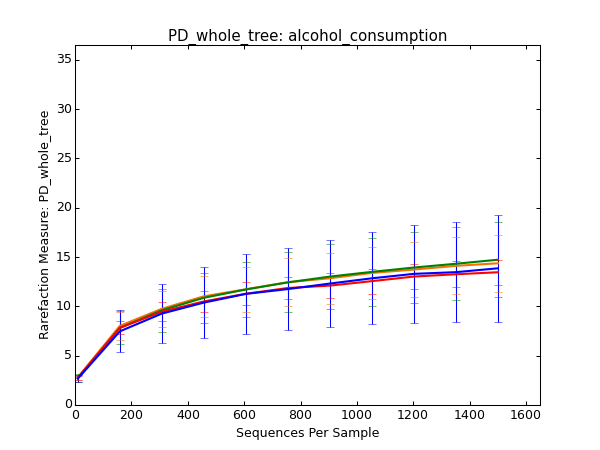 PD_whole_tree: alcohol_consumption
Rarefaction Measure: PD_whole_tree
35
30
25
20
15
10
5
0
0 200 400 600 800 1000 1200 1400 1600
Sequences Per Sample